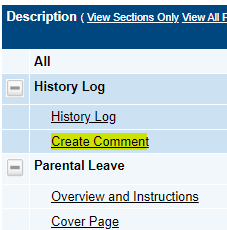 Description ( View Sections Only View All
All
History Log
History Log
Create Comment
Parental Leave
Overview and Instructions
Cover Page